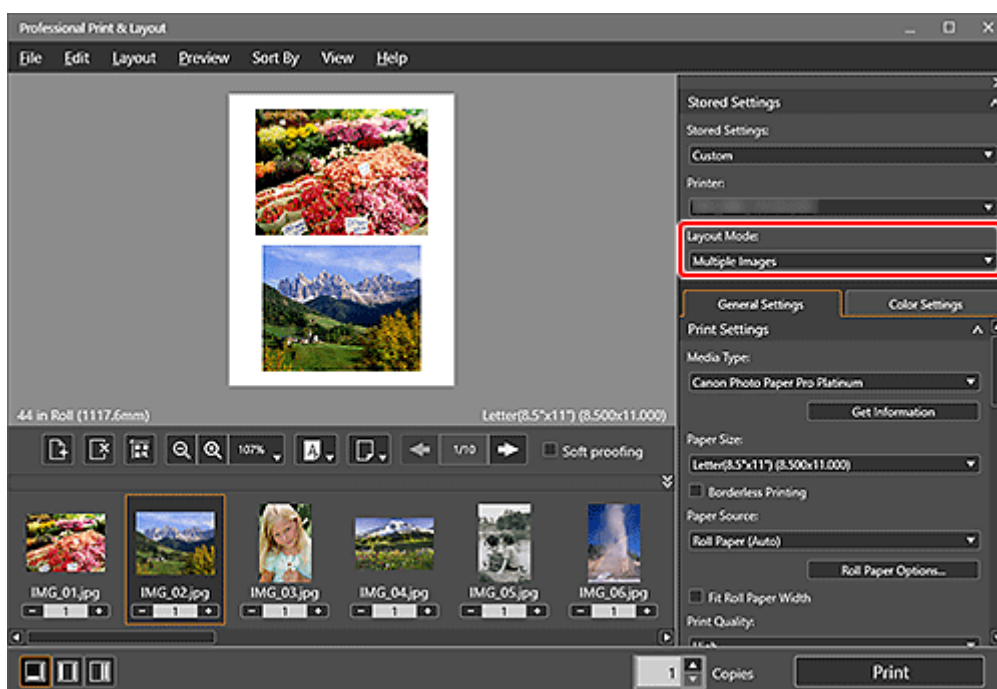 Professional Print & Layout
File Edit Layout Preview Sort By View Help
Stored Settings
Stored Settings:
Custom
Printer:
Layout Mode:
Multiple Images
General Settings Color Settings
Print Settings
Media Type:
Canon Photo Paper Pro Platinum
Get Information
Paper Size:
Letter(8.5"x11") (8.500x11.000)
Borderless Printing
Paper Source:
Roll Paper (Auto)
Roll Paper Options...
Fit Roll Paper Width
Print Quality:
High
44 in Roll (1117.6mm) Letter(8.5"x11") (8.500x11.000)
107% A 1/10 Soft proofing
IMG_01.jpg IMG_02.jpg IMG_03.jpg IMG_04.jpg IMG_05.jpg IMG_06.jpg
- 1 + - 1 + - 1 + - 1 + - 1 + - 1 +
1 Copies Print